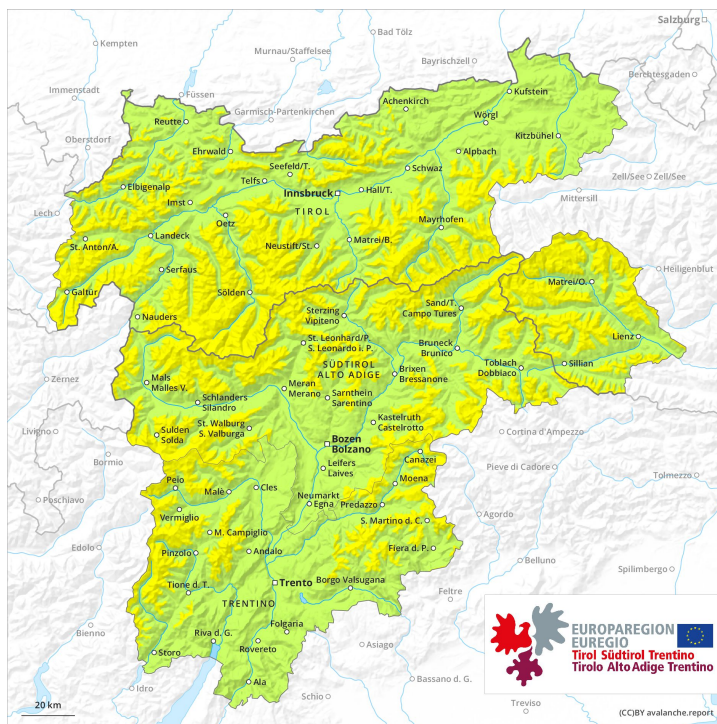 Salzburg
Kempten
Bad Tölz
Murnau/Staffelsee
Bayrischzell
Berchtesgaden
Immenstadt
Füssen
Garmisch-Partenkirchen
Achenkirch
Kufstein
Reutte
Wörgl
Kitzbühel
Oberstdorf
Ehrwald
Seefeld/T.
Alpbach
Schwaz
Zell/See
Zell/See
Telfs
Elbigenalp
Innsbruck
Hall/T.
Mittersill
Imst
TIROL
Lech
Oetz
Mayrhofen
St. Anton/A.
Landeck
Neustift/St.
Matrei/B.
Serfaus
Heiligenblut
Galtür
Sölden
Matrei/O.
Nauders
Sterzing
Vipiteno
Sand/T.
Campo Tures
Lienz
St. Leonhard/P.
S. Leonardo i. P.
Bruneck
Brunico
Sillian
SÜDTIROL
ALTO ADIGE
Brixen
Bressanone
Toblach
Dobbiaco
Zernez
Mals
Malles V.
Meran
Merano
Schlanders
Silandro
Sarnthein
Sarentino
St. Walburg
S. Valburga
Kastelruth
Castelrotto
Livigno
Sulden
Solda
Bozen
Bolzano
Cortina d'Ampezzo
Bormio
Canazei
Leifers
Laives
Pieve di Cadore
Tolmezzo
Poschiavo
Peio
Malè
Cles
Moena
Neumarkt
Egna
Predazzo
Vermiglio
S. Martino d. C.
Agordo
M. Campiglio
Edolo
Pinzolo
Andalo
Fiera d. P.
Belluno
Spilimbergo
Trento
Borgo Valsugana
Tione d. T.
Feltre
TRENTINO
Folgaria
Bienno
Riva d. G.
Rovereto
Asiago
Storo
Bassano d. G.
Ala
Idro
Schio
Treviso
EUROPAREGION
EUREGIO
Tirol Südtirol Trentino
Tirolo Alto Adige Trentino
20 km
(CC)BY avalanche.report